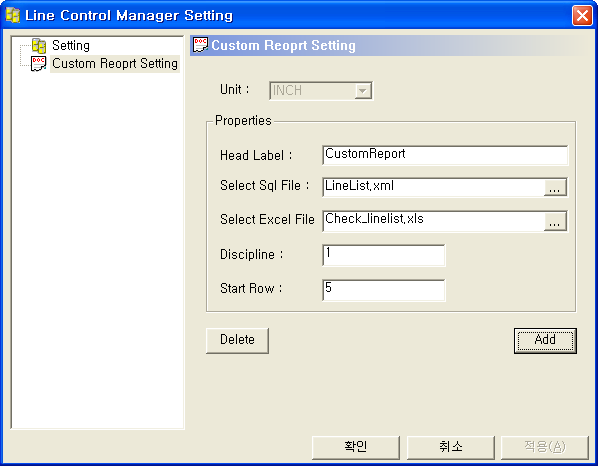 Line Control Manager Setting
Setting
Custom Reoprt Setting
Custom Reoprt Setting
Unit :
INCH
Properties
Head Label :
CustomReport
Select Sql File :
LineList.xml
...
Select Excel File
Check_linelist.xls
...
Discipline :
1
Start Row :
5
Delete
Add
확인
취소
적용(A)